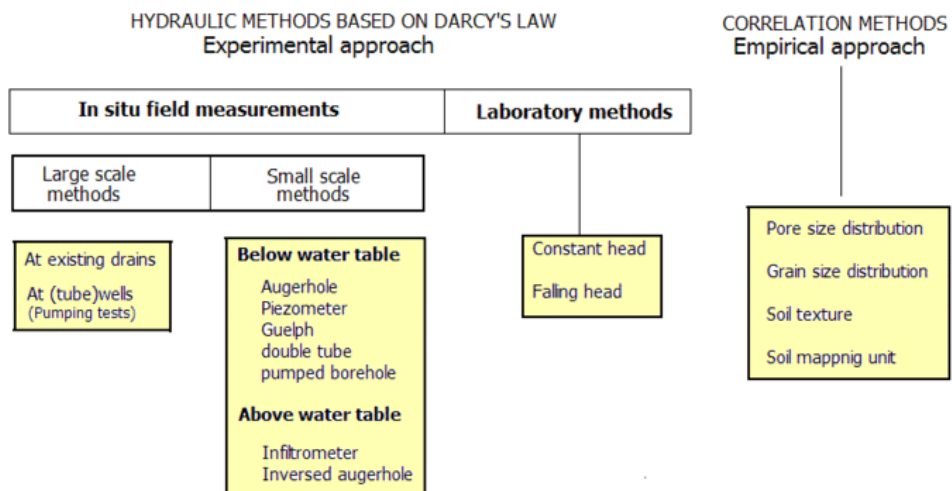 HYDRAULIC METHODS BASED ON DARCY'S LAW
Experimental approach
CORRELATION METHODS
Empirical approach
In situ field measurements
Laboratory methods
Large scale
methods
Small scale
methods
At existing drains
At (tube)wells
(Pumping tests)
Below water table
Augerhole
Piezometer
Guelph
double tube
pumped borehole
Above water table
Infiltrometer
Inversed augerhole
Constant head
Falling head
Pore size distribution
Grain size distribution
Soil texture
Soil mappnig unit